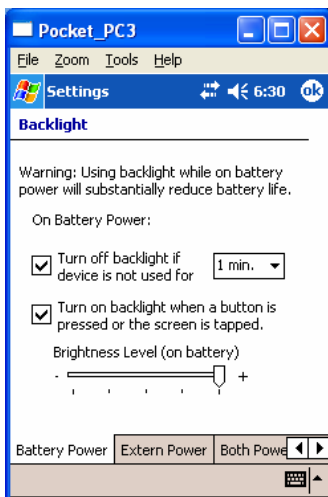 Pocket_PC3
File Zoom Tools Help
Settings 6:30 ok
Backlight
Warning: Using backlight while on battery
power will substantially reduce battery life.
On Battery Power:
Turn off backlight if
device is not used for 1 min.
Turn on backlight when a button is
pressed or the screen is tapped.
Brightness Level (on battery)
- +
Battery Power Extern Power Both Powe